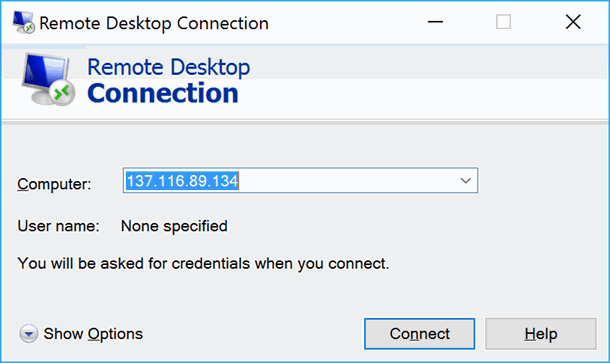 Remote Desktop Connection
Remote Desktop
Connection
Computer: 137.116.89.134
User name: None specified
You will be asked for credentials when you connect.
Show Options Connect Help